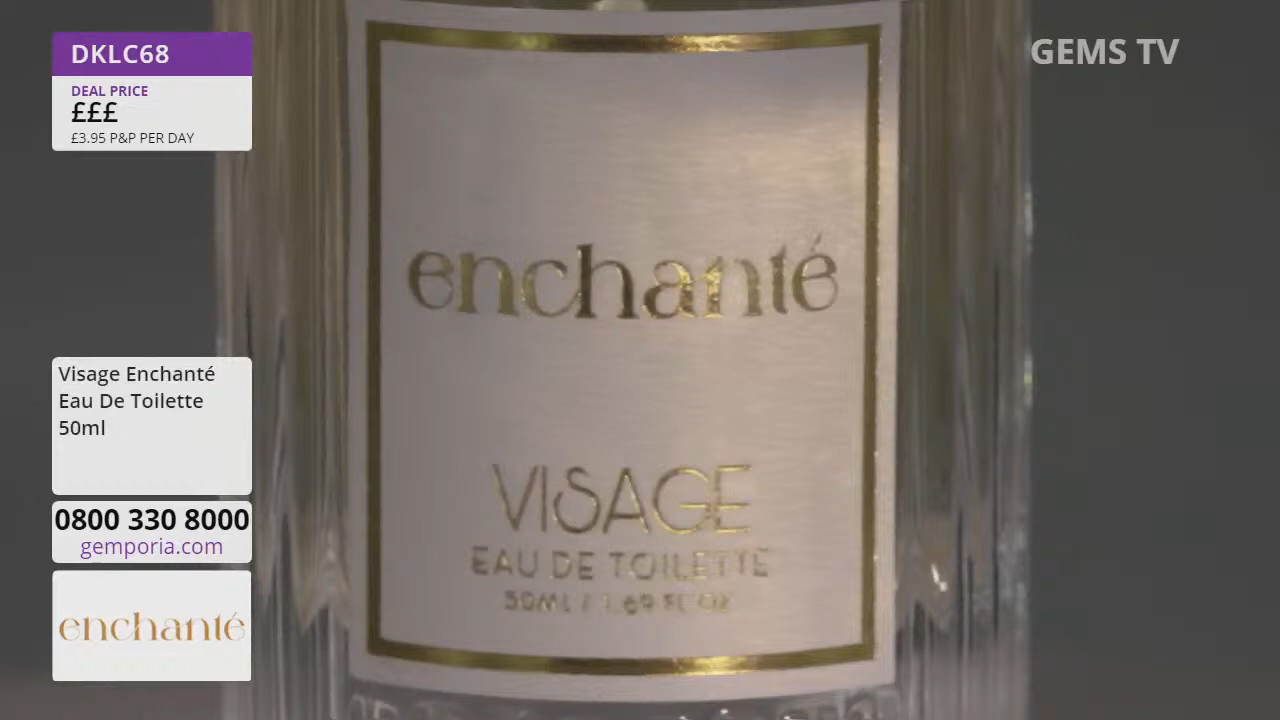 DKLC68
DEAL PRICE
£££
£3.95 P&P PER DAY
GEMS TV
enchanté
VISAGE
EAU DE TOILETTE
50ML / 1.69 FL OZ
Visage Enchanté
Eau De Toilette
50ml
0800 330 8000
gemporia.com
enchanté